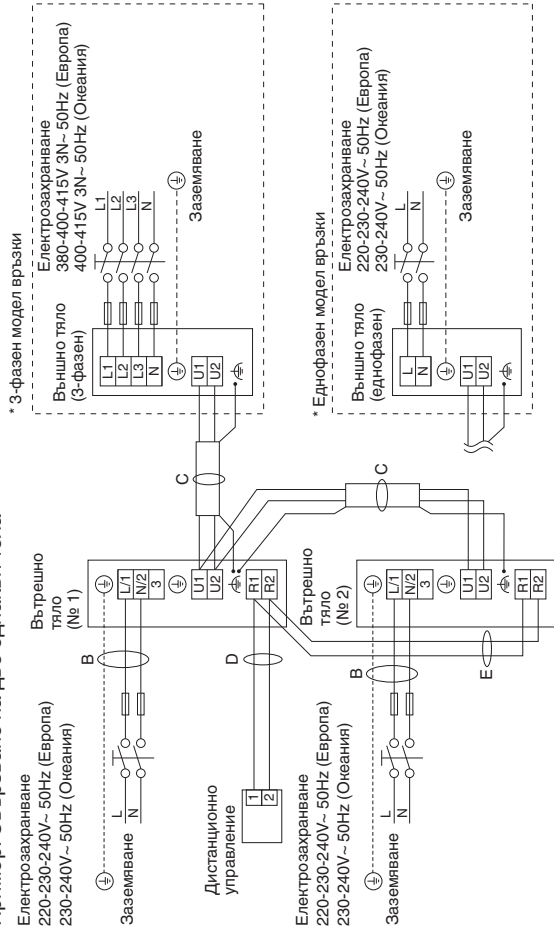 * 3-фазен модел връзки
Електрозахранване
380-400-415V 3N~ 50Hz (Европа)
400-415V 3N~ 50Hz (Океания)
Външно тяло
(3-фазен)
L1
L2
L3
N
L1
L2
L3
N
U1
U2
Заземяване
* Еднофазен модел връзки
Електрозахранване
220-230-240V~ 50Hz (Европа)
230-240V~ 50Hz (Океания)
Външно тяло
(еднофазен)
L
N
L
N
U1
U2
Заземяване
C
C
Вътрешно
тяло
(№ 1)
L/1
N/2
3
U1
U2
R1
R2
B
D
E
Електрозахранване
220-230-240V~ 50Hz (Европа)
230-240V~ 50Hz (Океания)
L
N
Заземяване
Дистанционно
управление
1
2
Вътрешно
тяло
(№ 2)
L/1
N/2
3
U1
U2
R1
R2
B
Електрозахранване
220-230-240V~ 50Hz (Европа)
230-240V~ 50Hz (Океания)
L
N
Заземяване